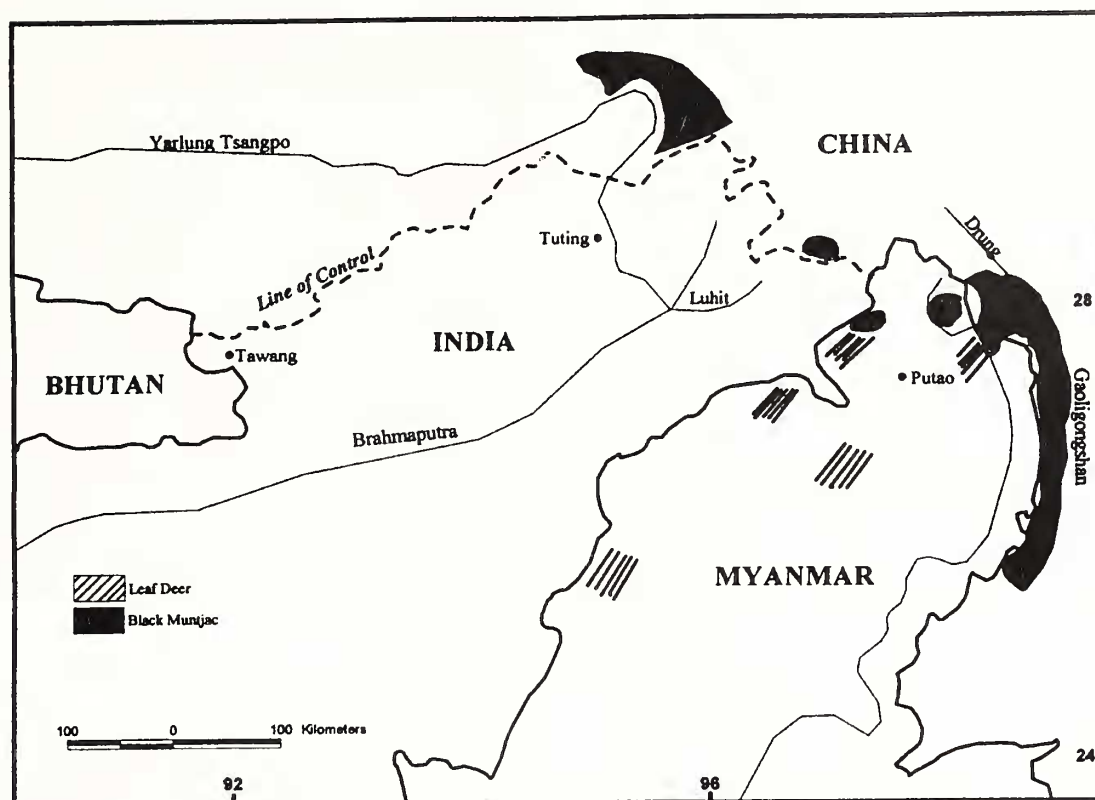 Yarlung Tsangpo
CHINA
Drung
Tuting
Line of Control
Luhit
28
INDIA
Tawang
BHUTAN
Putao
Gaoligongshan
Brahmaputra
MYANMAR
Leaf Deer
Black Muntjac
100 0 100 Kilometers
24
92 96